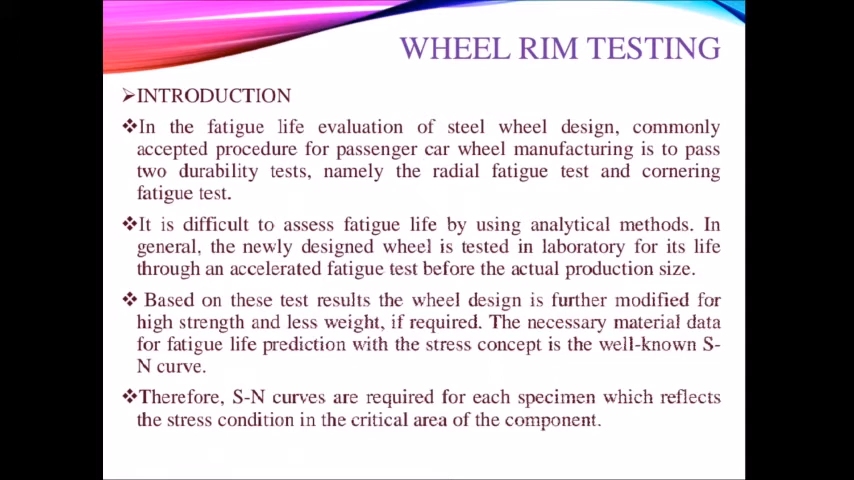 WHEEL RIM TESTING
➢INTRODUCTION
❖In the fatigue life evaluation of steel wheel design, commonly
accepted procedure for passenger car wheel manufacturing is to pass
two durability tests, namely the radial fatigue test and cornering
fatigue test.
❖It is difficult to assess fatigue life by using analytical methods. In
general, the newly designed wheel is tested in laboratory for its life
through an accelerated fatigue test before the actual production size.
❖ Based on these test results the wheel design is further modified for
high strength and less weight, if required. The necessary material data
for fatigue life prediction with the stress concept is the well-known S-
N curve.
❖Therefore, S-N curves are required for each specimen which reflects
the stress condition in the critical area of the component.